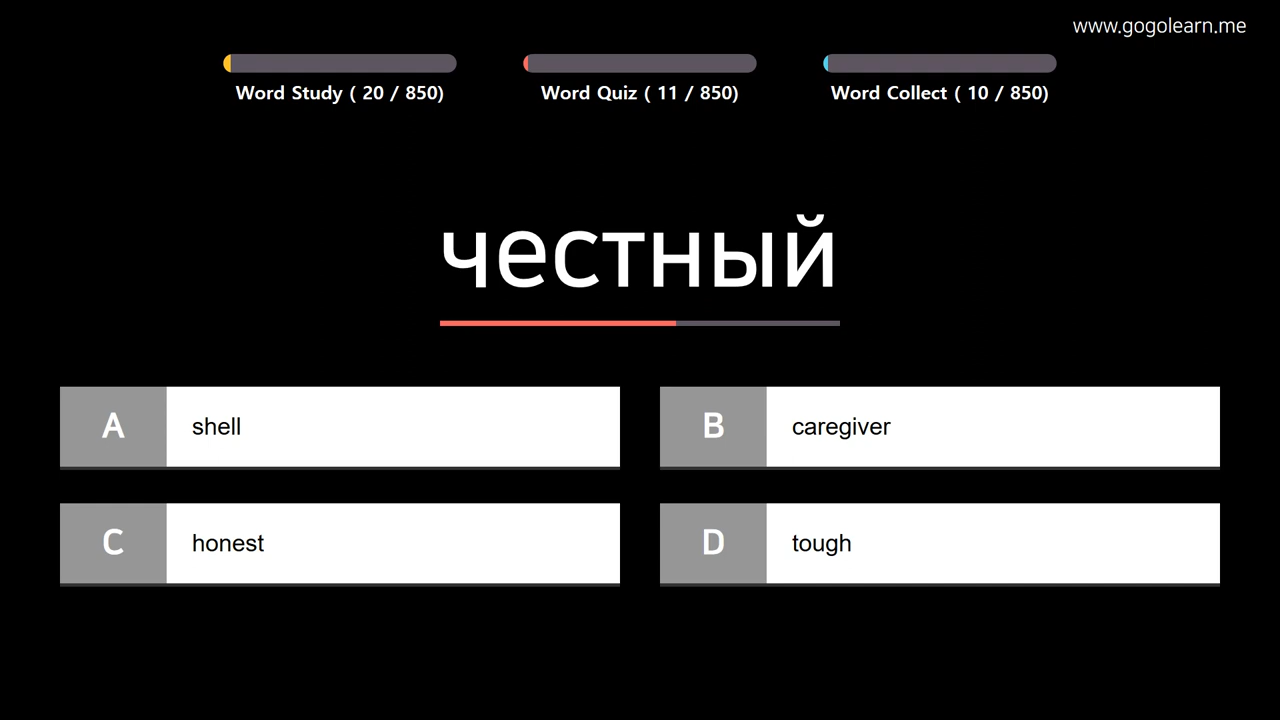 www.gogolearn.me
Word Study ( 20 / 850)
Word Quiz ( 11 / 850)
Word Collect ( 10 / 850)
честный
A shell
B caregiver
C honest
D tough